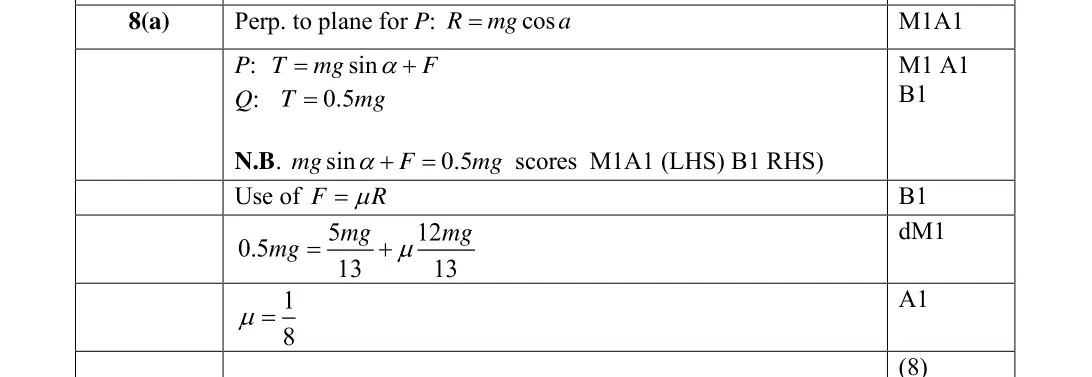 8(a) Perp. to plane for P: R = mg cos a M1A1
P: T = mg sin α + F M1 A1
Q: T = 0.5mg B1
N.B. mg sin α + F = 0.5mg scores M1A1 (LHS) B1 RHS)
Use of F = μR B1
0.5mg = 5mg/13 + μ 12mg/13 dM1
μ = 1/8 A1
(8)